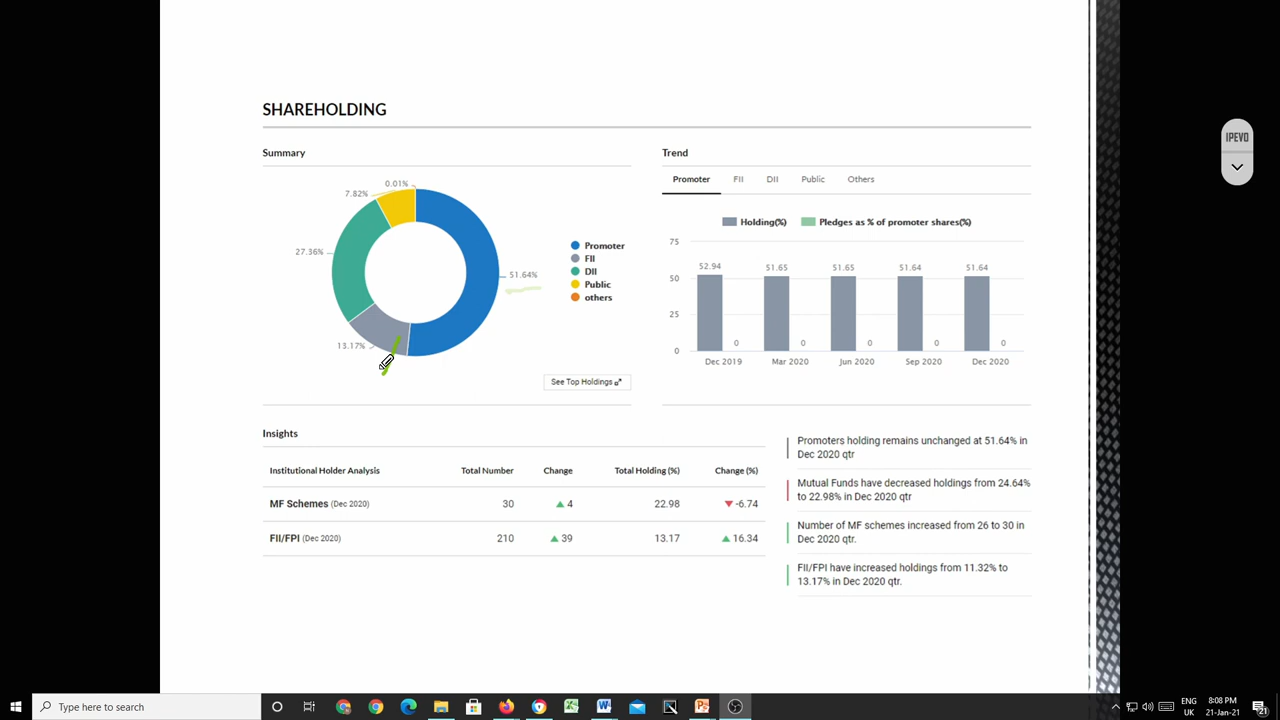 SHAREHOLDING
Summary
0.01%
7.82%
27.36%
51.64%
13.17%
Promoter
FII
DII
Public
others
See Top Holdings
Trend
Promoter FII DII Public Others
Holding(%) Pledges as % of promoter shares(%)
75
50
25
0
52.94 51.65 51.65 51.64 51.64
0 0 0 0 0
Dec 2019 Mar 2020 Jun 2020 Sep 2020 Dec 2020
Insights
Institutional Holder Analysis Total Number Change Total Holding (%) Change (%)
MF Schemes (Dec 2020) 30 4 22.98 -6.74
FII/FPI (Dec 2020) 210 39 13.17 16.34
Promoters holding remains unchanged at 51.64% in
Dec 2020 qtr
Mutual Funds have decreased holdings from 24.64%
to 22.98% in Dec 2020 qtr
Number of MF schemes increased from 26 to 30 in
Dec 2020 qtr.
FII/FPI have increased holdings from 11.32% to
13.17% in Dec 2020 qtr.
IPEVO
Type here to search
ENG
UK
8:08 PM
21-Jan-21
21